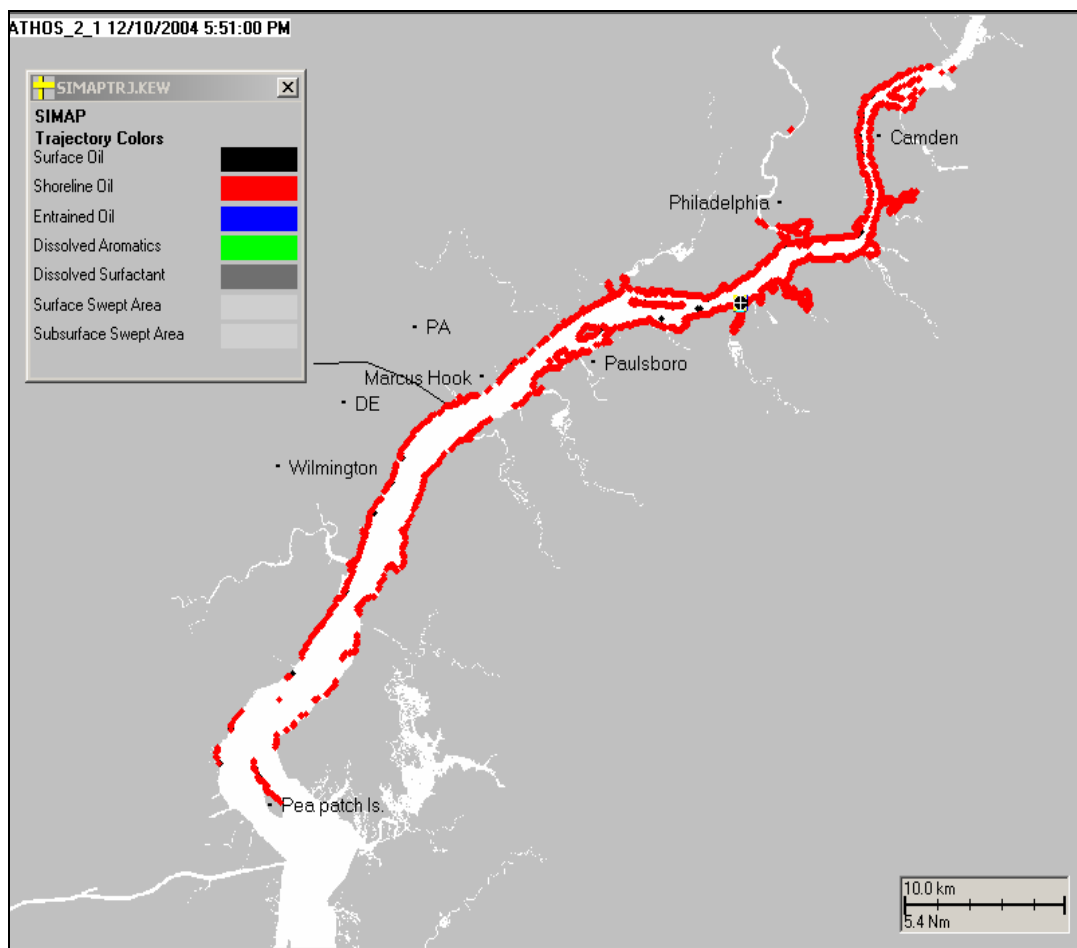 ATHOS_2_1 12/10/2004 5:51:00 PM
SIMAPTRJ.KEW
SIMAP
Trajectory Colors
Surface Oil
Shoreline Oil
Entrained Oil
Dissolved Aromatics
Dissolved Surfactant
Surface Swept Area
Subsurface Swept Area
Camden
Philadelphia
PA
Paulsboro
Marcus Hook
DE
Wilmington
Pea patch Is.
10.0 km
5.4 Nm